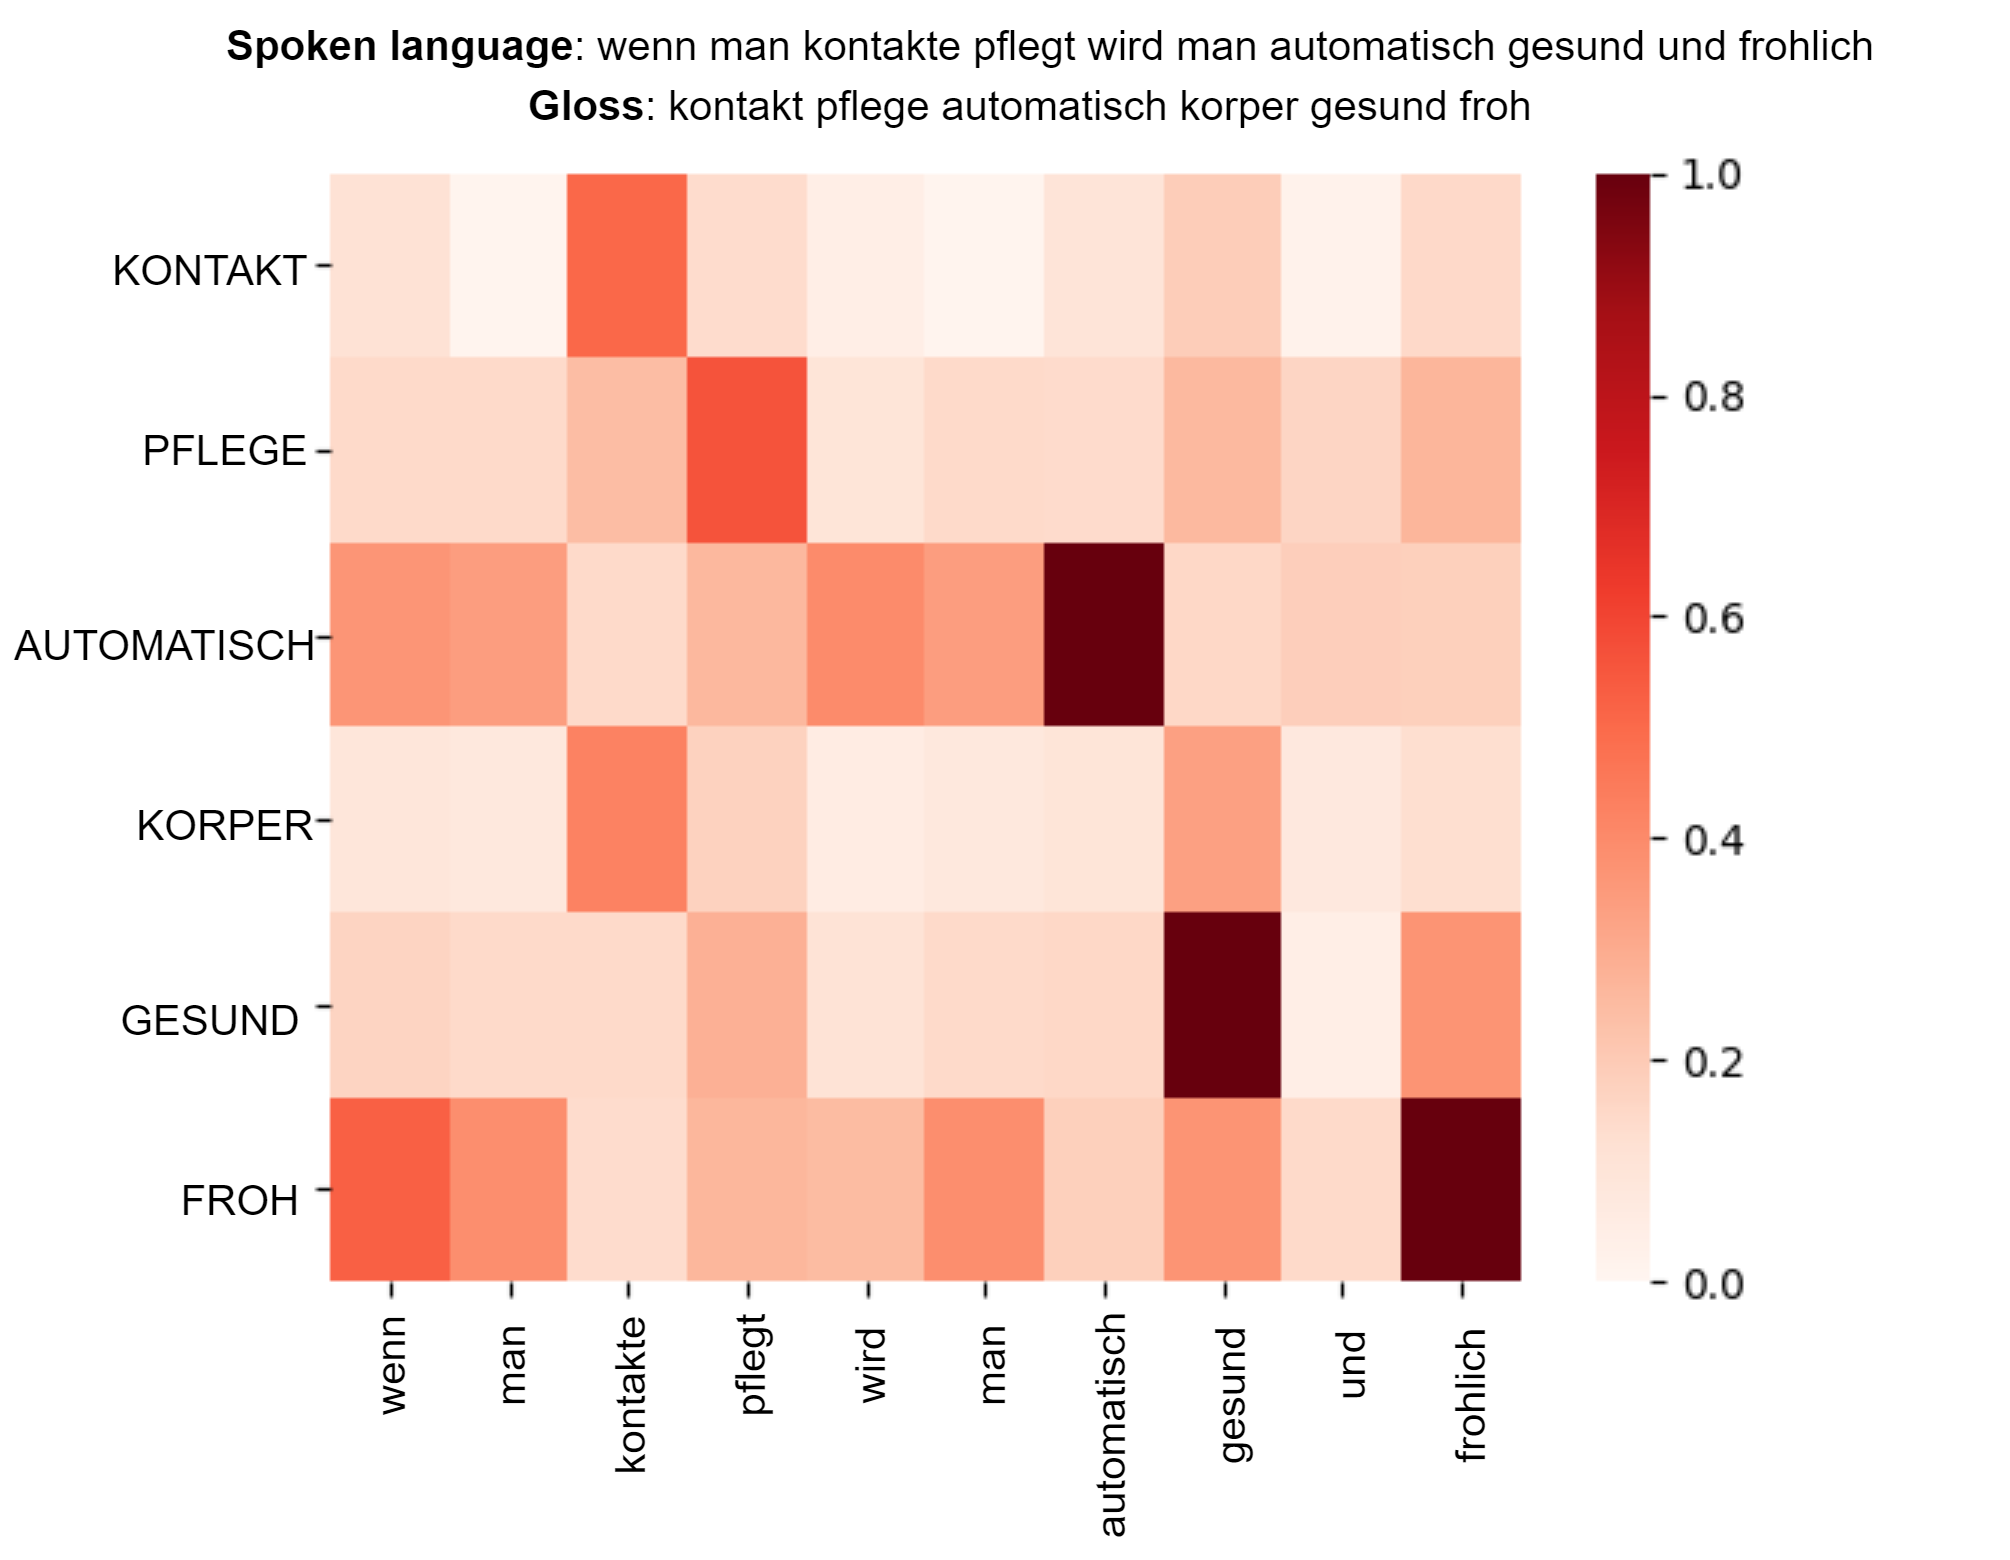 Spoken language: wenn man kontakte pflegt wird man automatisch gesund und frohlich
Gloss: kontakt pflege automatisch korper gesund froh
KONTAKT
PFLEGE
AUTOMATISCH
KORPER
GESUND
FROH
wenn
man
kontakte
pflegt
wird
man
automatisch
gesund
und
frohlich
1.0
0.8
0.6
0.4
0.2
0.0